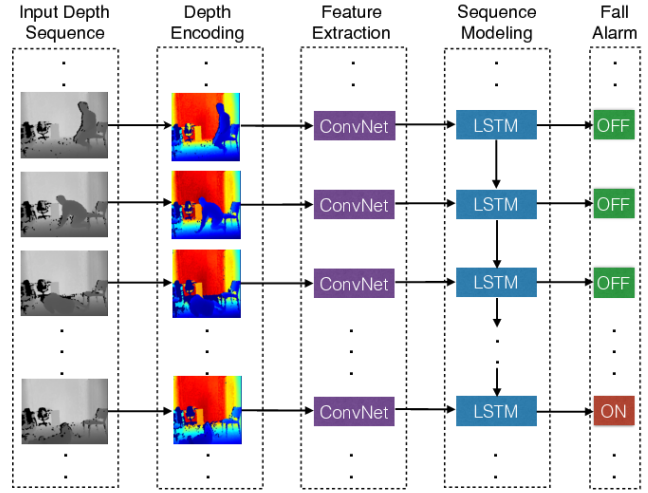 Input Depth
Sequence
Depth
Encoding
Feature
Extraction
Sequence
Modeling
Fall
Alarm
ConvNet
LSTM
OFF
ConvNet
LSTM
OFF
ConvNet
LSTM
OFF
ConvNet
LSTM
ON